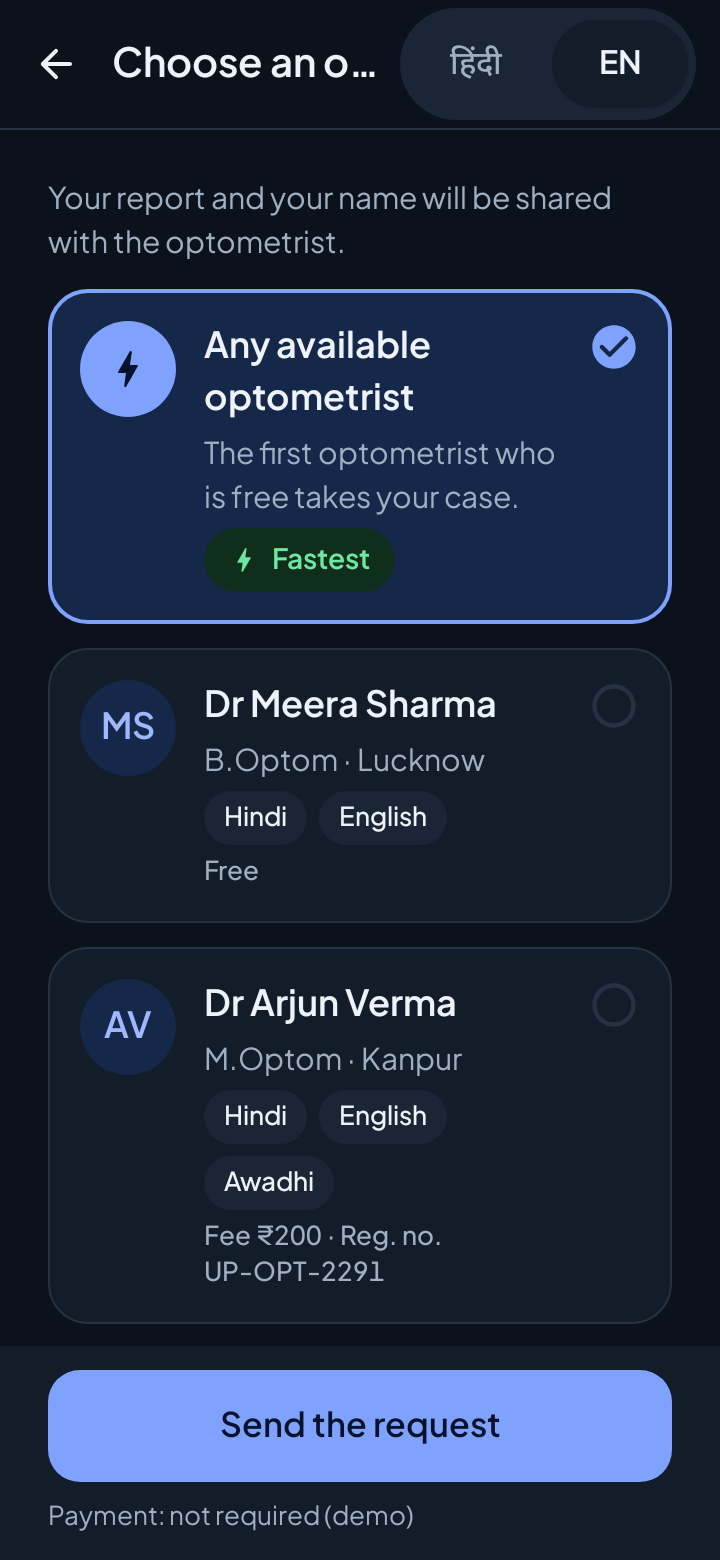 Choose an o...
हिंदी
EN
Your report and your name will be shared
with the optometrist.
Any available
optometrist
The first optometrist who
is free takes your case.
Fastest
MS
Dr Meera Sharma
B.Optom · Lucknow
Hindi
English
Free
AV
Dr Arjun Verma
M.Optom · Kanpur
Hindi
English
Awadhi
Fee ₹200 · Reg. no.
UP-OPT-2291
Send the request
Payment: not required (demo)